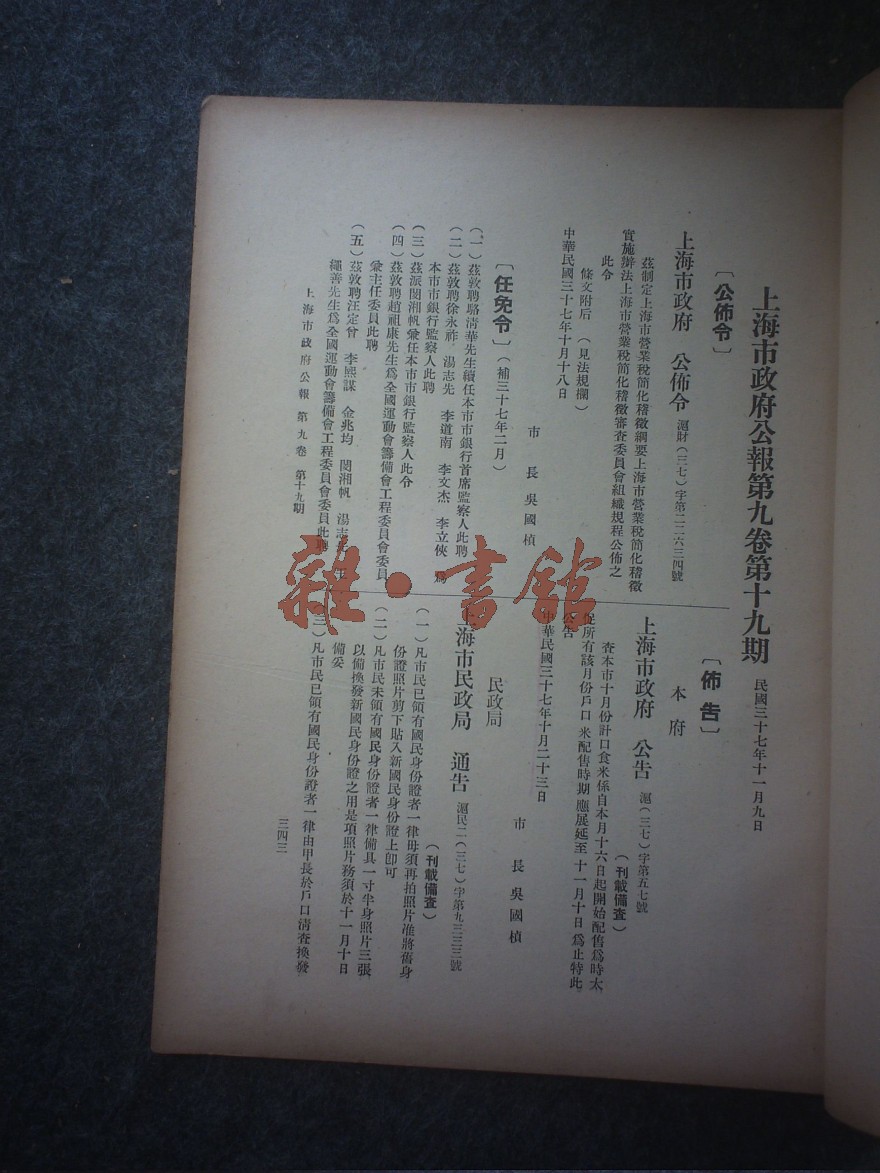 上海市政府公報第九卷第十九期 民國三十七年十一月九日
〔公佈令〕
上海市政府 公佈令 滬財(三七)字第二二六三四號
茲制定上海市營業稅簡化稽徵綱要上海市營業稅簡化稽徵
實施辦法上海市營業稅簡化稽徵審查委員會組織規程公佈之
此令
條文附后 (見法規欄)
中華民國三十七年十月十八日
市 長 吳國楨
〔任免令〕(補三十七年二月)
(一)茲敦聘駱清華先生續任本市市銀行首席監察人此聘
(二)茲敦聘徐永祚 湯志先 李道南 李文杰 李立俠 為
本市市銀行監察人此聘
(三)茲派閔湘帆兼任本市市銀行監察人此令
(四)茲敦聘趙祖康先生為全國運動會籌備會工程委員會委員
兼主任委員此聘
(五)茲敦聘汪定曾 李熙謀 金兆均 閔湘帆 湯志先
繩善先生為全國運動會籌備會工程委員會委員此聘
上海市政府公報 第九卷 第十九期
〔佈告〕
本府
上海市政府 公告 滬(三七)字第五七號
(刊載備査)
査本市十月份計口食米係自本月十六日起開始配售為時太
促所有該月份戶口米配售時期應展延至十一月十日為止特此
公告
中華民國三十七年十月二十三日
市 長 吳國楨
民政局
上海市民政局 通告 滬民二(三七)字第九三三三號
(刊載備査)
(一)凡市民已領有國民身份證者一律毋須再拍照片准將舊身
份證照片剪下貼入新國民身份證上卽可
(二)凡市民未領有國民身份證者一律備具一寸半身照片三張
以備換發新國民身份證之用是項照片務須於十一月十日
備妥
(三)凡市民已領有國民身份證者一律由甲長於戶口清查換發
三四三
雜·書館